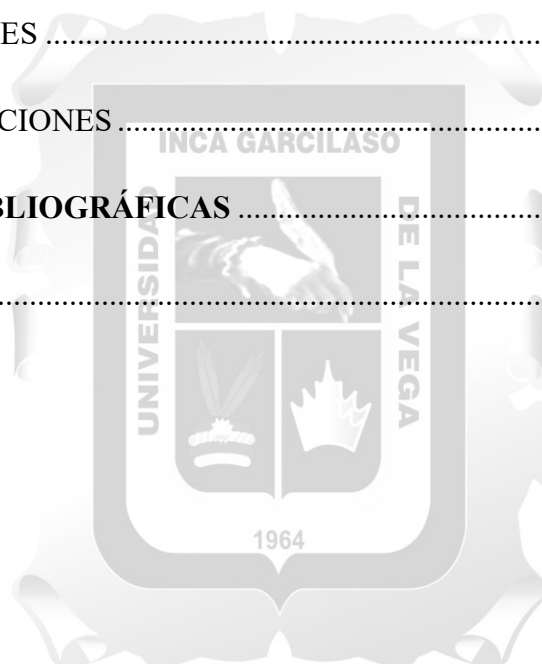 ES ..........................................................
CIONES ..................................................
INCA GARCILASO
BLIOGRÁFICAS ...................................
................................................................
UNIVERSIDAD
DE LA VEGA
1964